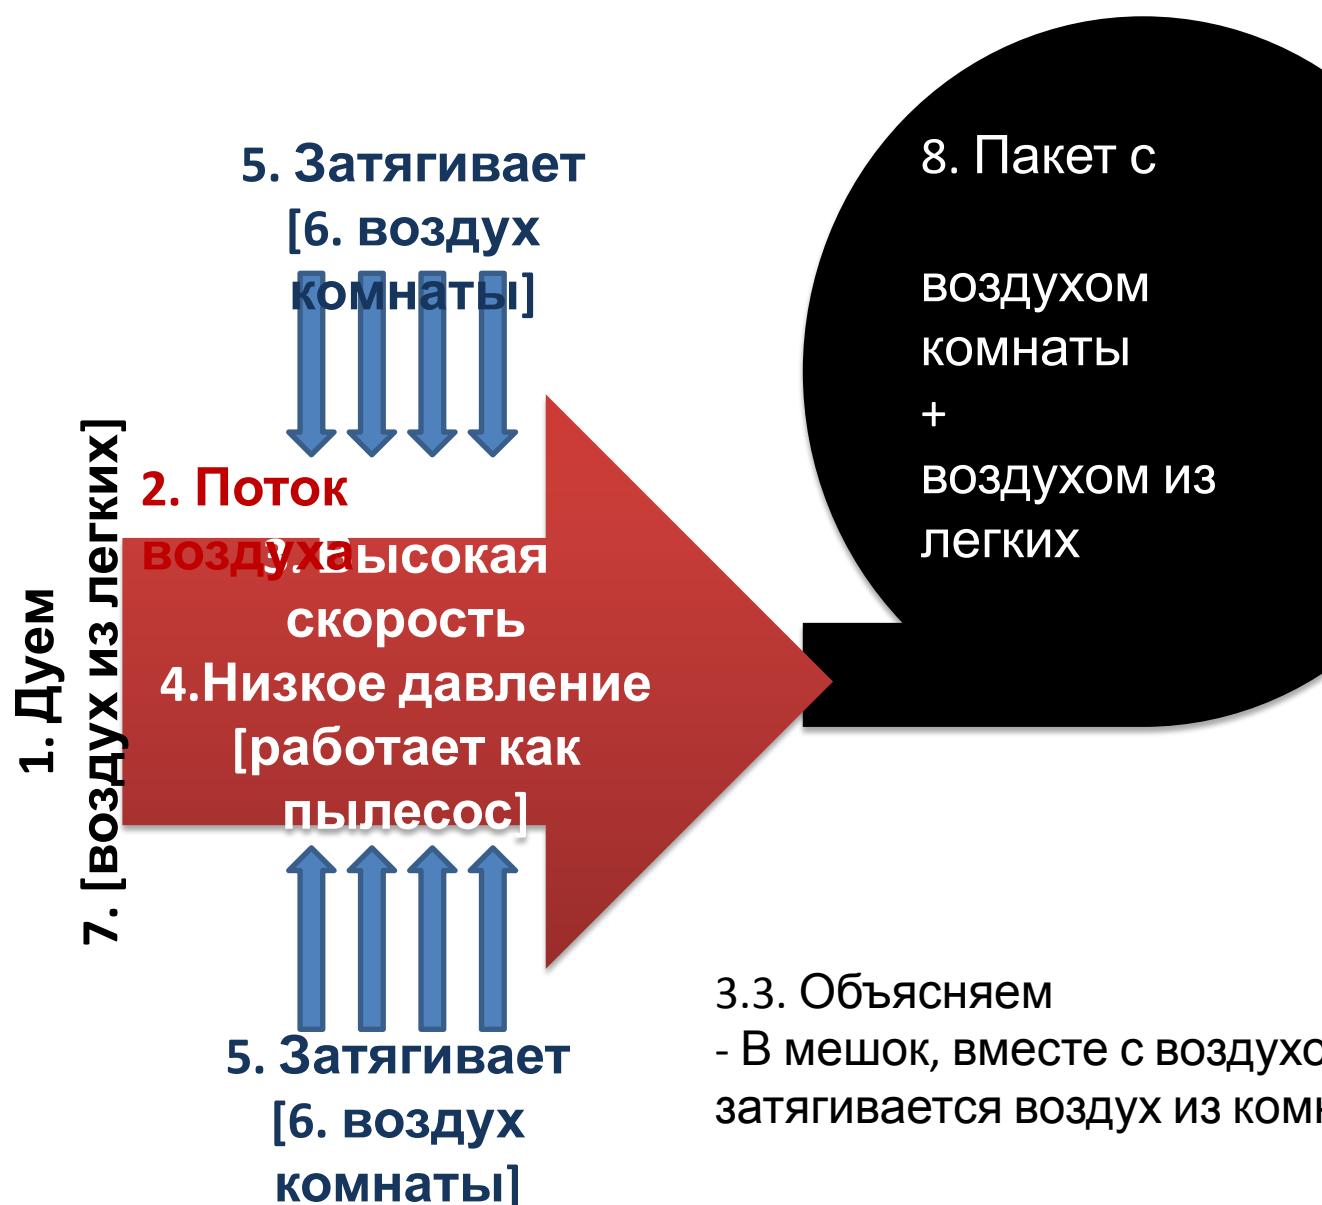 5. Затягивает
[6. воздух
комнаты]
8. Пакет с
воздухом
комнаты
+
воздухом из
легких
1. Дуем
7. [воздух из легких]
2. Поток
воздуха
3. Высокая
скорость
4.Низкое давление
[работает как
пылесос]
5. Затягивает
[6. воздух
комнаты]
3.3. Объясняем
- В мешок, вместе с
затягивается воздух из